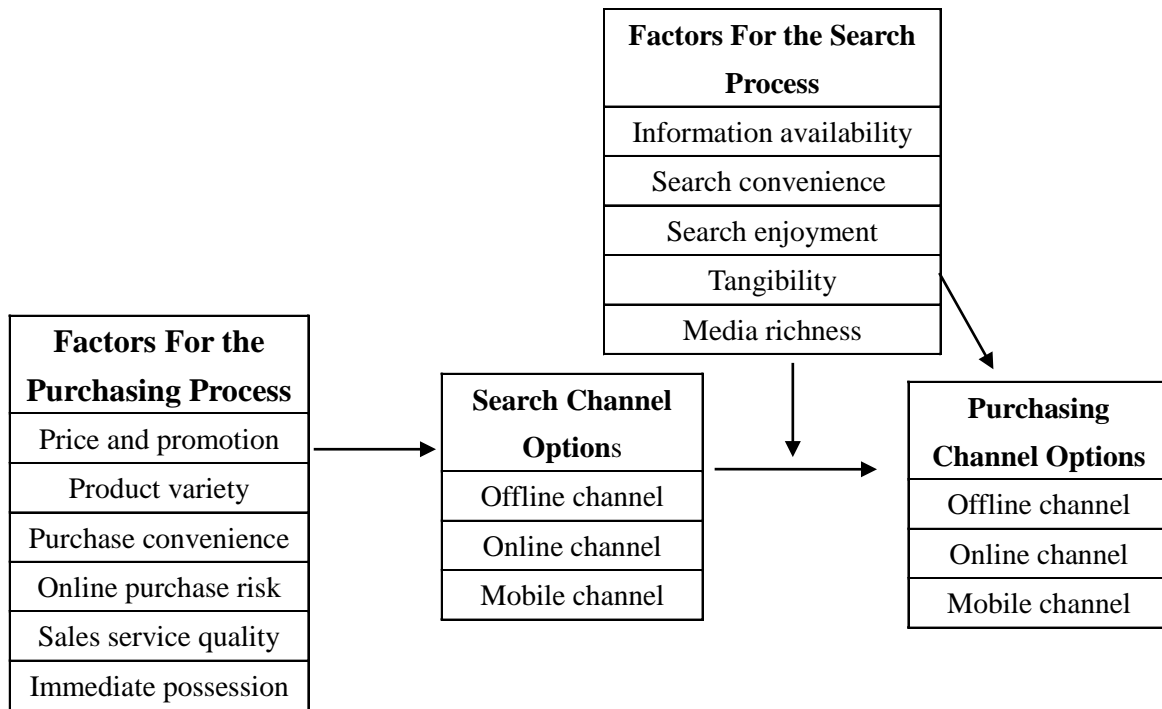 Factors For the Search
Process
Information availability
Search convenience
Search enjoyment
Tangibility
Media richness
Factors For the
Purchasing Process
Price and promotion
Product variety
Purchase convenience
Online purchase risk
Sales service quality
Immediate possession
Search Channel
Options
Offline channel
Online channel
Mobile channel
Purchasing
Channel Options
Offline channel
Online channel
Mobile channel